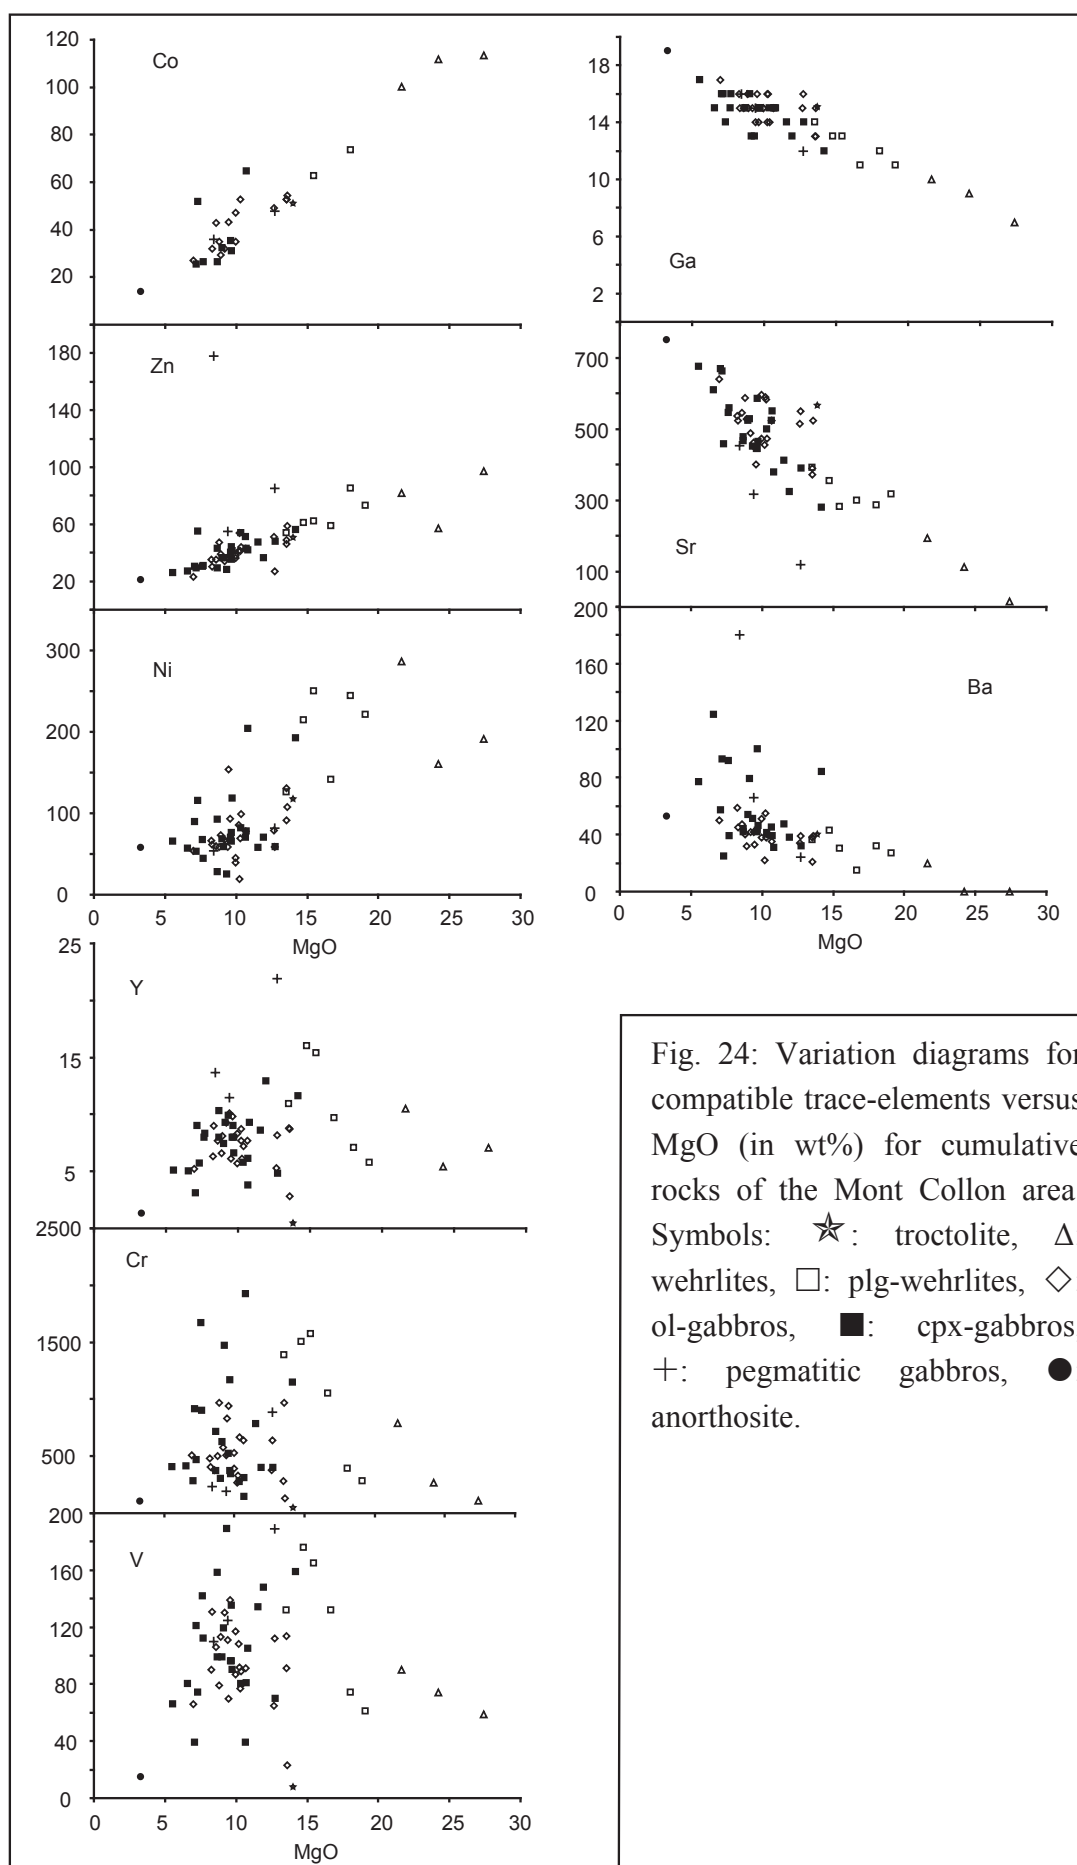 120
Co
100
80
60
40
20
180
Zn
140
100
60
20
300
Ni
200
100
0
0 5 10 15 20 25 30
MgO
25
Y
15
5
2500
Cr
1500
500
200
V
160
120
80
40
0
0 5 10 15 20 25 30
MgO
18
14
10
6
Ga
2
700
500
300
Sr
100
200
160
Ba
120
80
40
0
0 5 10 15 20 25 30
MgO
Fig. 24: Variation diagrams for
compatible trace-elements versus
MgO (in wt%) for cumulative
rocks of the Mont Collon area
Symbols: ☆: troctolite, △
wehrlites, □: plg-wehrlites, ◇:
ol-gabbros, ■: cpx-gabbros
+: pegmatitic gabbros, ●
anorthosite.